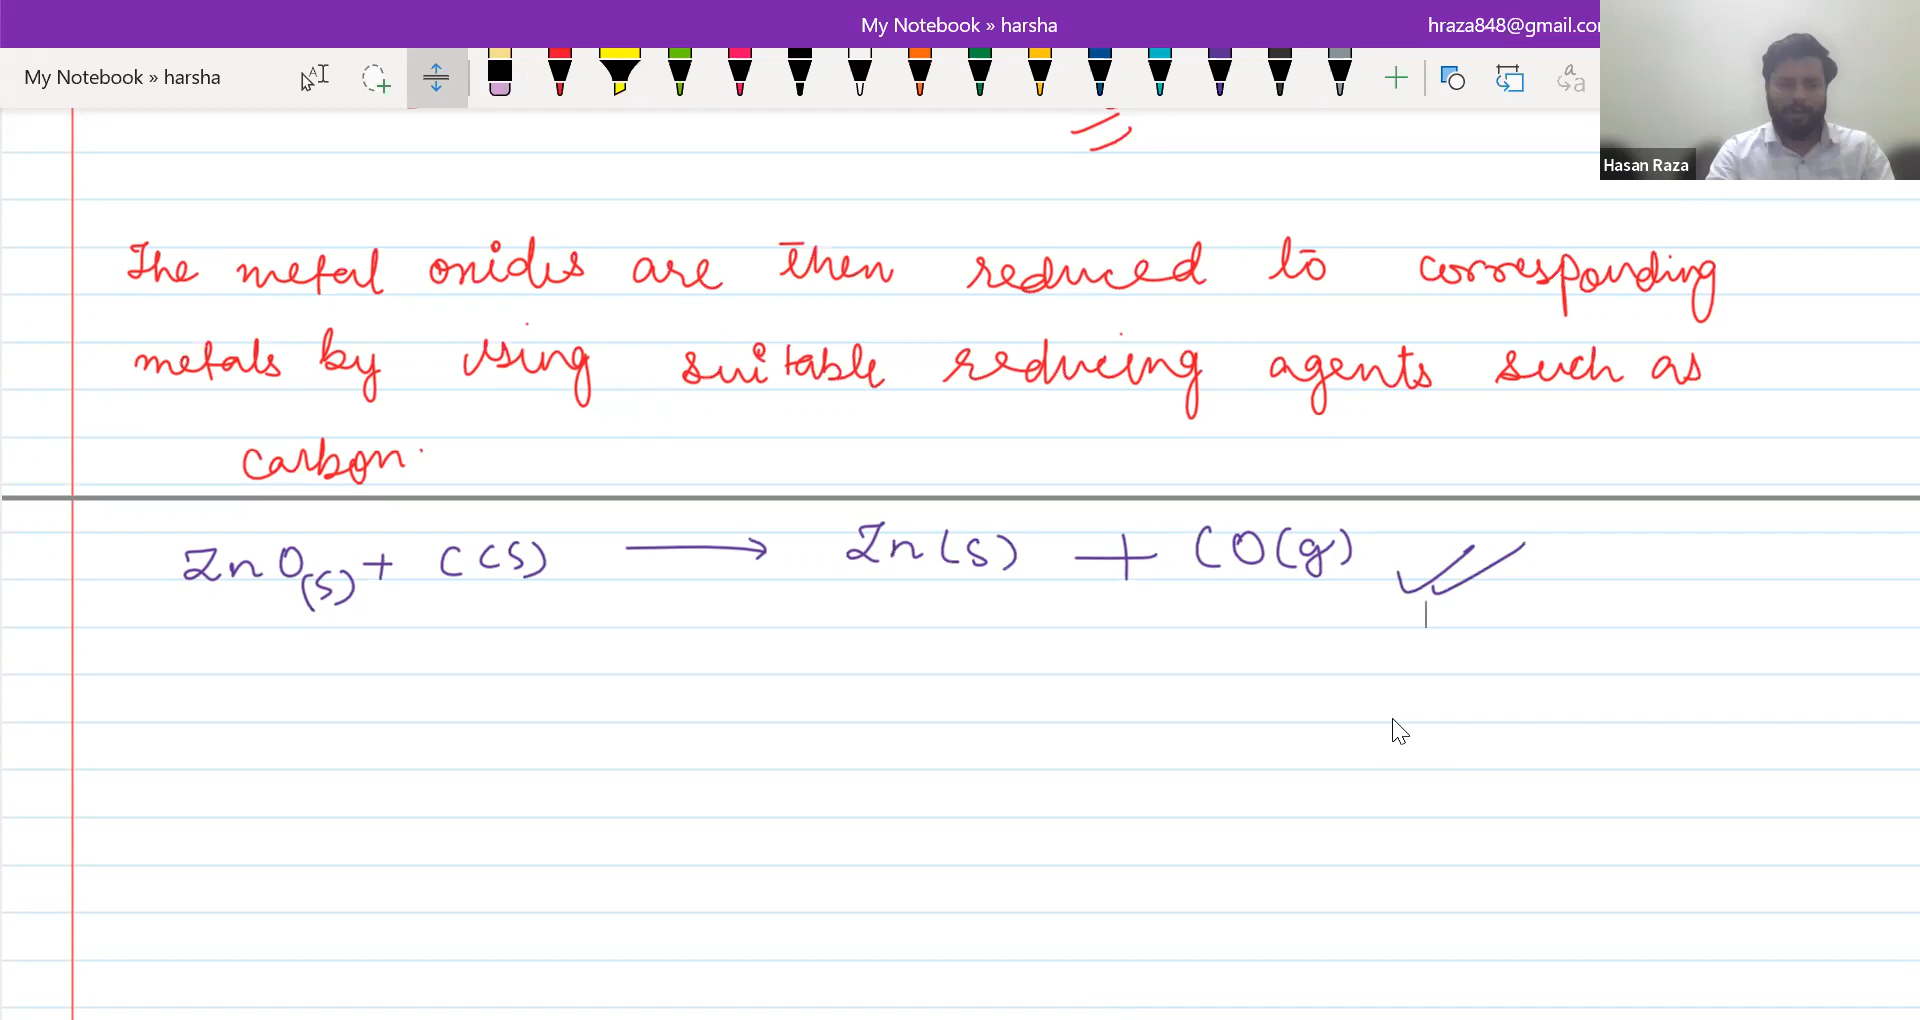 My Notebook » harsha
hraza848@gmail.co
My Notebook » harsha
Hasan Raza
The metal oxides are then reduced to corresponding
metals by using suitable reducing agents such as
carbon.
ZnO(s) + C(s) ⟶ Zn(s) + CO(g)